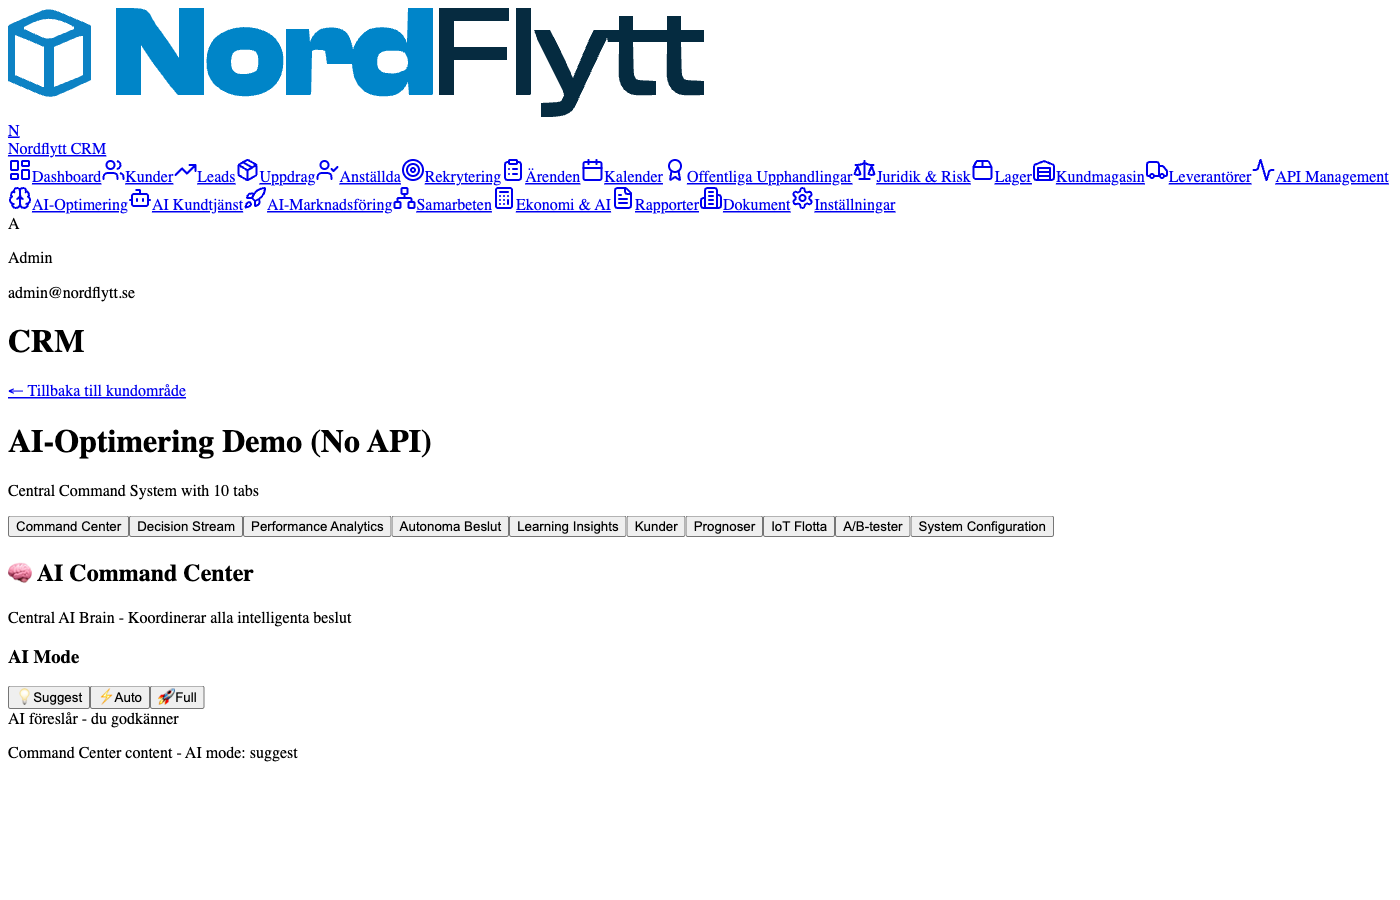 NordFlytt
N
Nordflytt CRM
Dashboard Kunder Leads Uppdrag Anställda Rekrytering Ärenden Kalender Offentliga Upphandlingar Juridik & Risk Lager Kundmagasin Leverantörer API Management
AI-Optimering AI Kundtjänst AI-Marknadsföring Samarbeten Ekonomi & AI Rapporter Dokument Inställningar
A
Admin
admin@nordflytt.se
CRM
← Tillbaka till kundområde
AI-Optimering Demo (No API)
Central Command System with 10 tabs
Command Center Decision Stream Performance Analytics Autonoma Beslut Learning Insights Kunder Prognoser IoT Flotta A/B-tester System Configuration
🧠 AI Command Center
Central AI Brain - Koordinerar alla intelligenta beslut
AI Mode
💡Suggest ⚡Auto 🚀Full
AI föreslår - du godkänner
Command Center content - AI mode: suggest